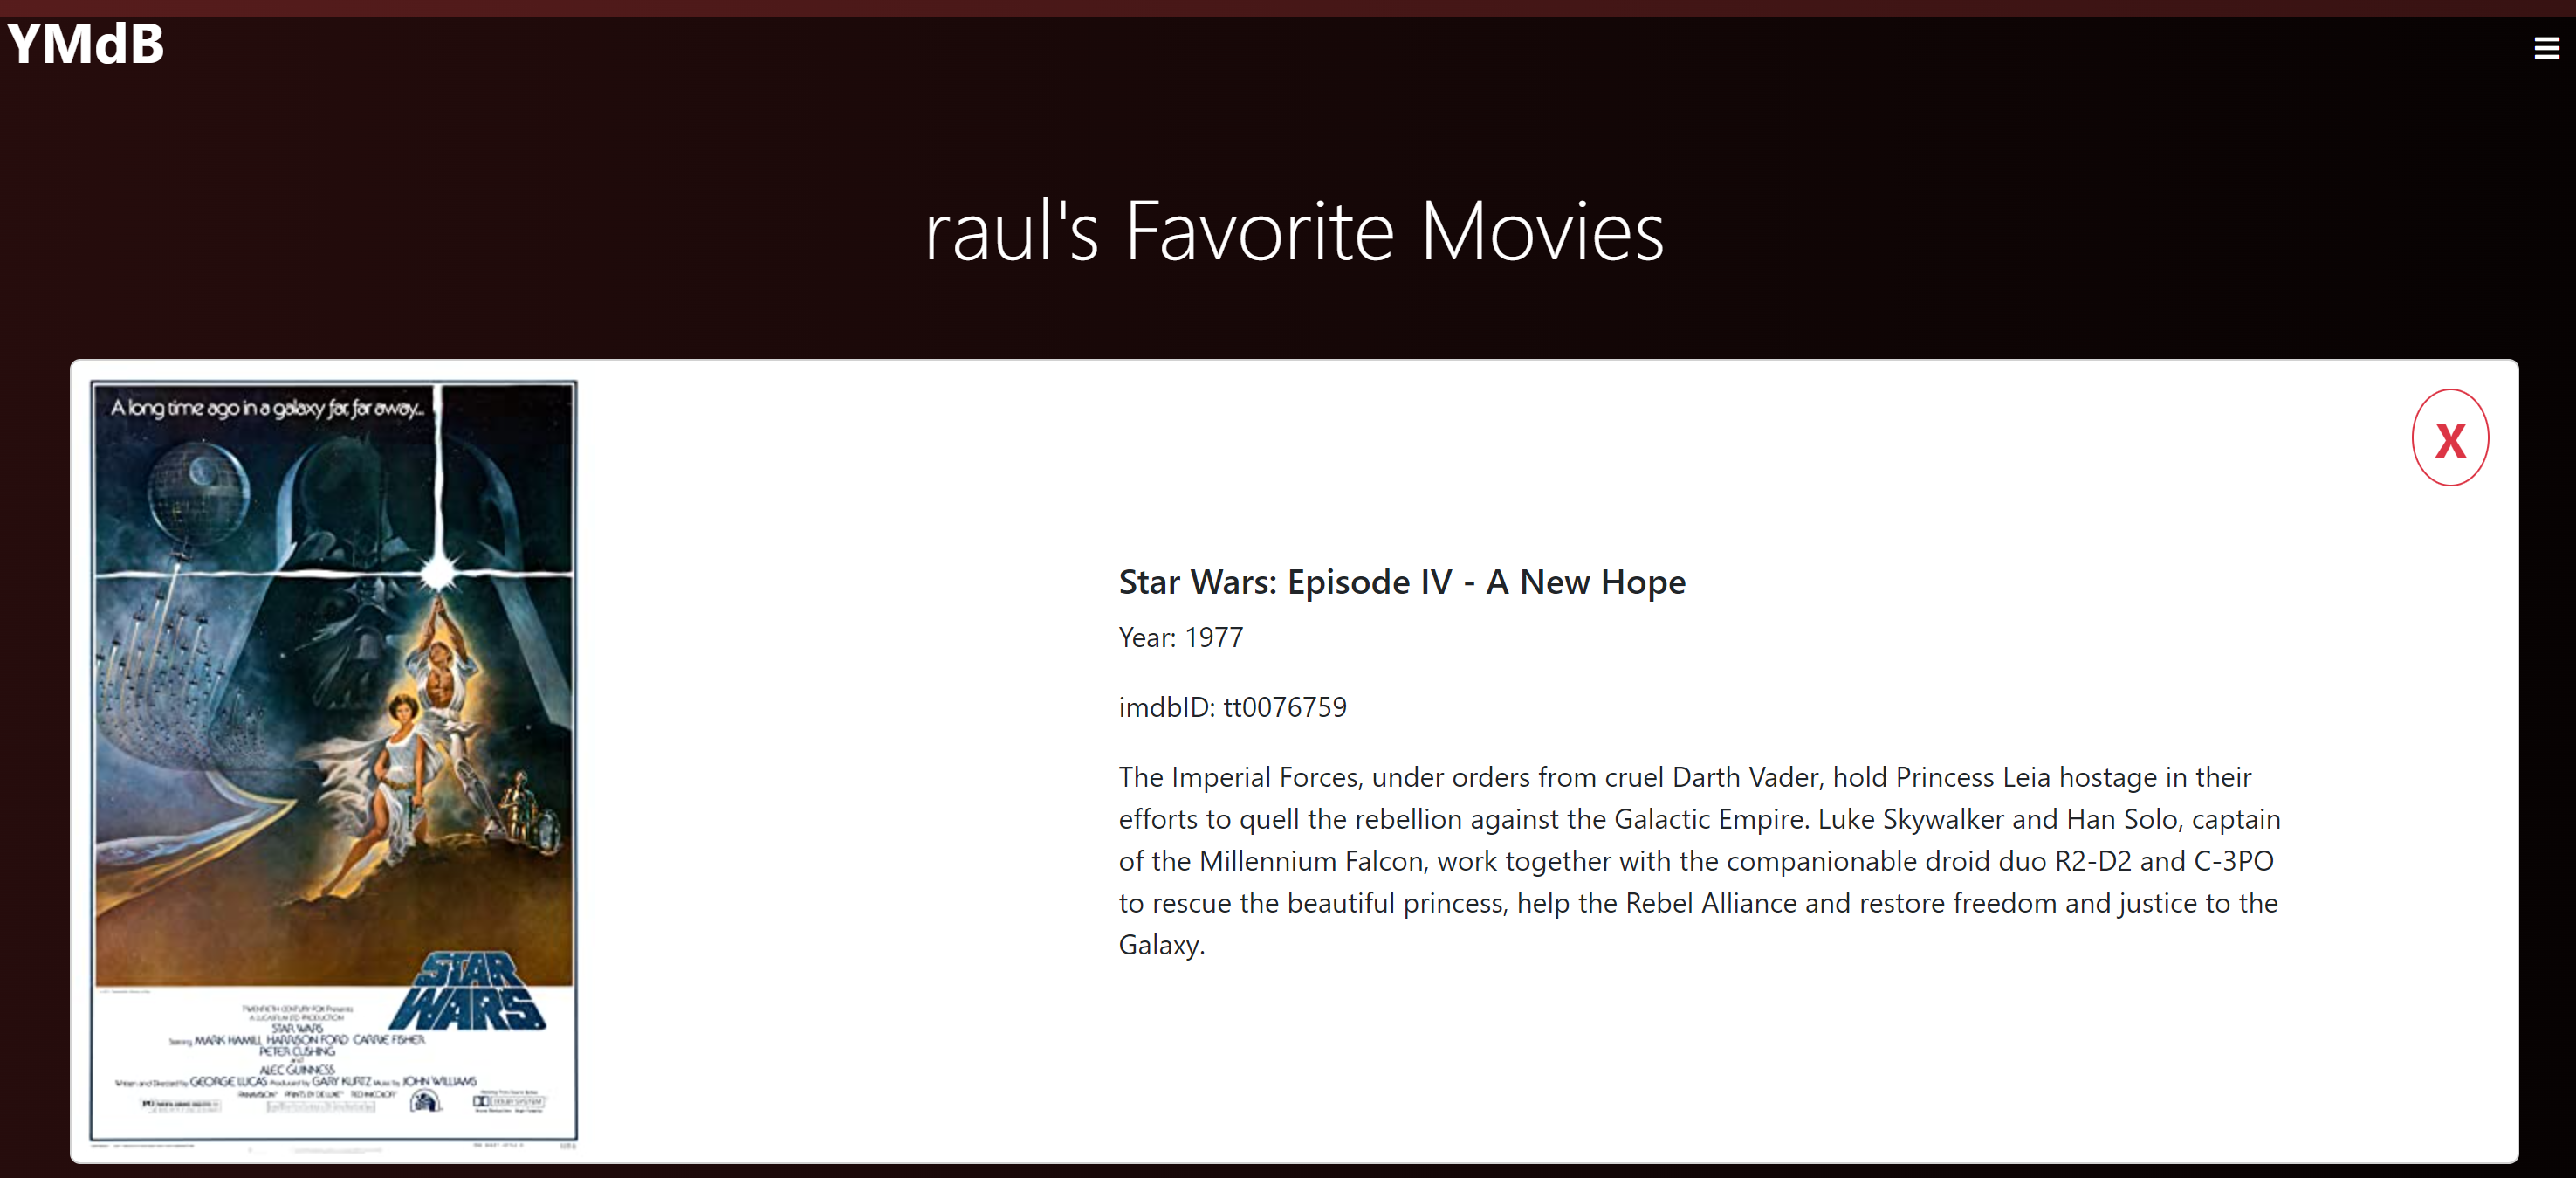 YMdB
raul's Favorite Movies
A long time ago in a galaxy far, far away...
X
Star Wars: Episode IV - A New Hope
Year: 1977
imdbID: tt0076759
The Imperial Forces, under orders from cruel Darth Vader, hold Princess Leia hostage in their
efforts to quell the rebellion against the Galactic Empire. Luke Skywalker and Han Solo, captain
of the Millennium Falcon, work together with the companionable droid duo R2-D2 and C-3PO
to rescue the beautiful princess, help the Rebel Alliance and restore freedom and justice to the
Galaxy.
STAR
WARS
TWENTIETH CENTURY-FOX Presents
A LUCASFILM LTD. PRODUCTION
STAR WARS
Starring MARK HAMILL HARRISON FORD CARRIE FISHER
PETER CUSHING
and
ALEC GUINNESS
Written and Directed by GEORGE LUCAS Produced by GARY KURTZ Music by JOHN WILLIAMS
PANAVISION PRINTS BY DE LUXE TECHNICOLOR
DOLBY SYSTEM